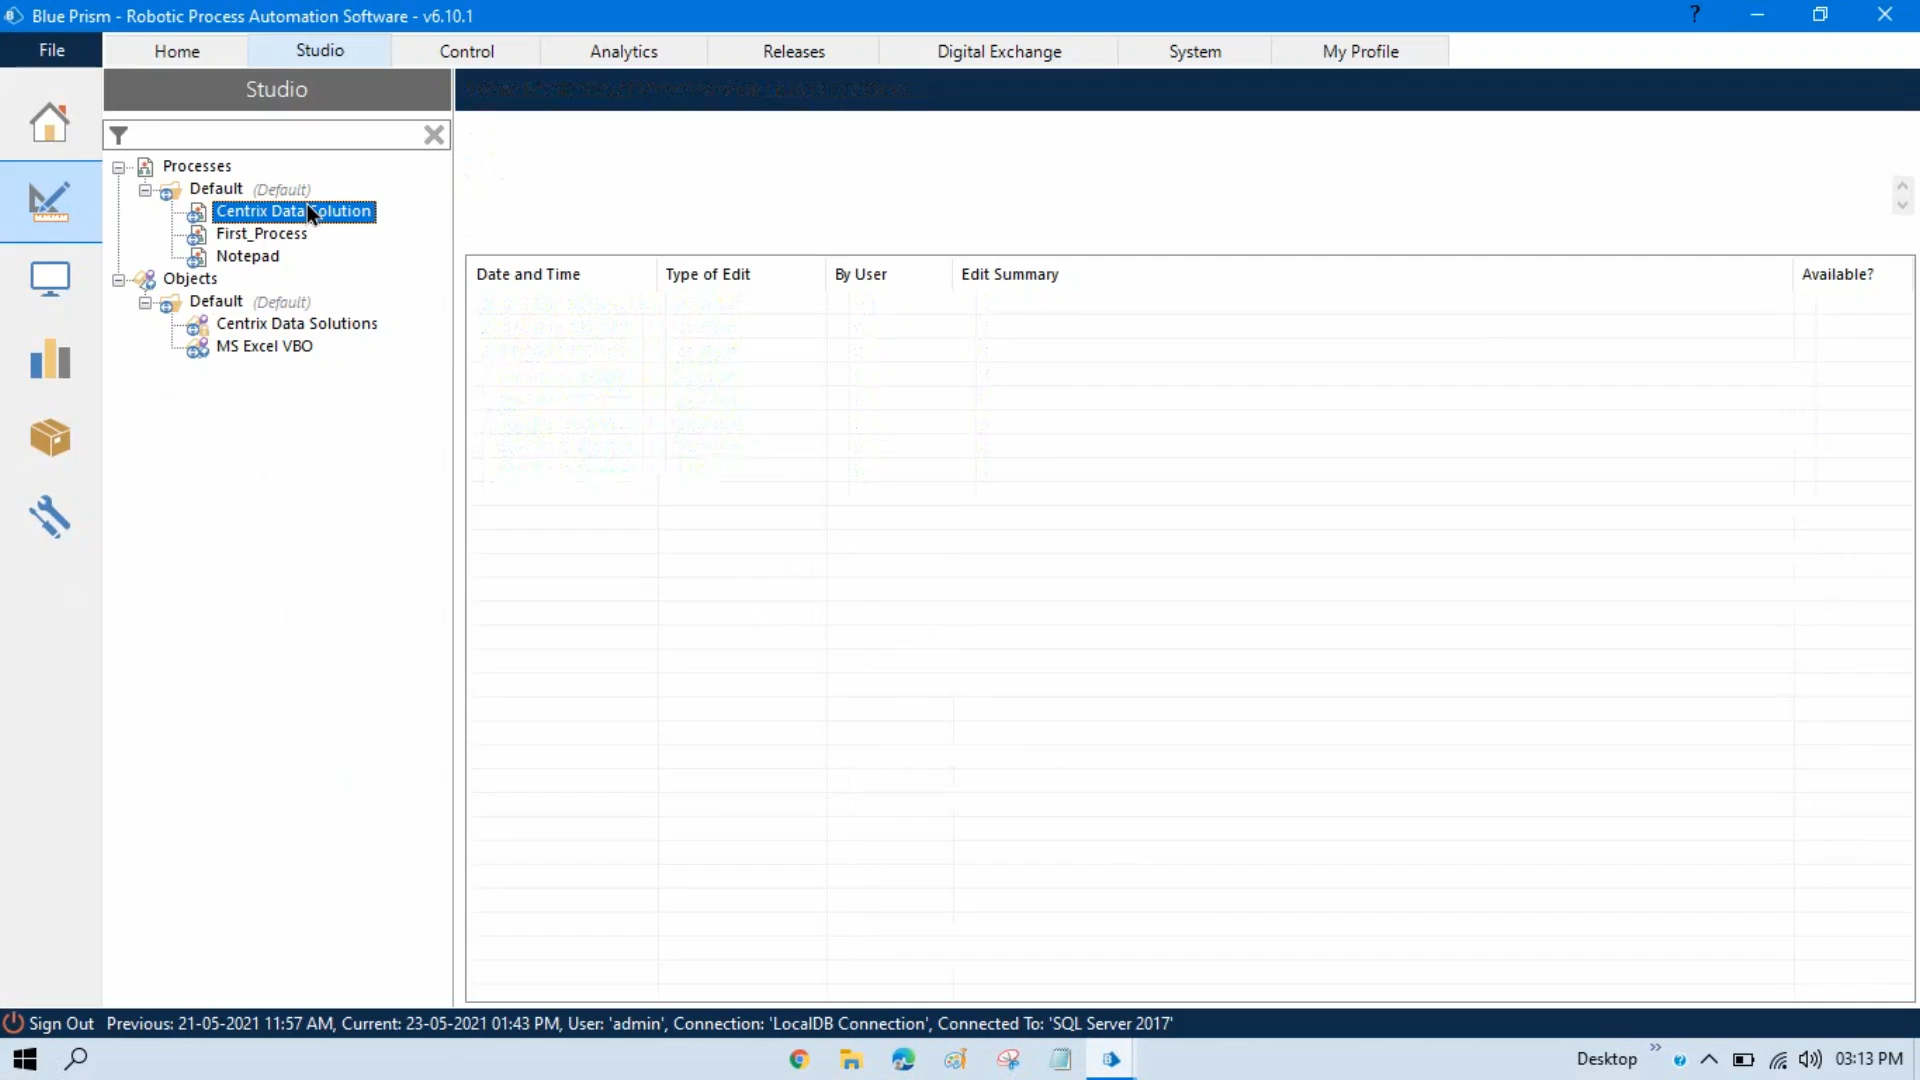 Blue Prism - Robotic Process Automation Software - v6.10.1
?
File Home Studio Control Analytics Releases Digital Exchange System My Profile
Studio
Processes
Default (Default)
Centrix Data Solution
First_Process
Notepad
Objects
Default (Default)
Centrix Data Solutions
MS Excel VBO
Date and Time Type of Edit By User Edit Summary Available?
Sign Out Previous: 21-05-2021 11:57 AM, Current: 23-05-2021 01:43 PM, User: 'admin', Connection: 'LocalDB Connection', Connected To: 'SQL Server 2017'
Desktop 03:13 PM